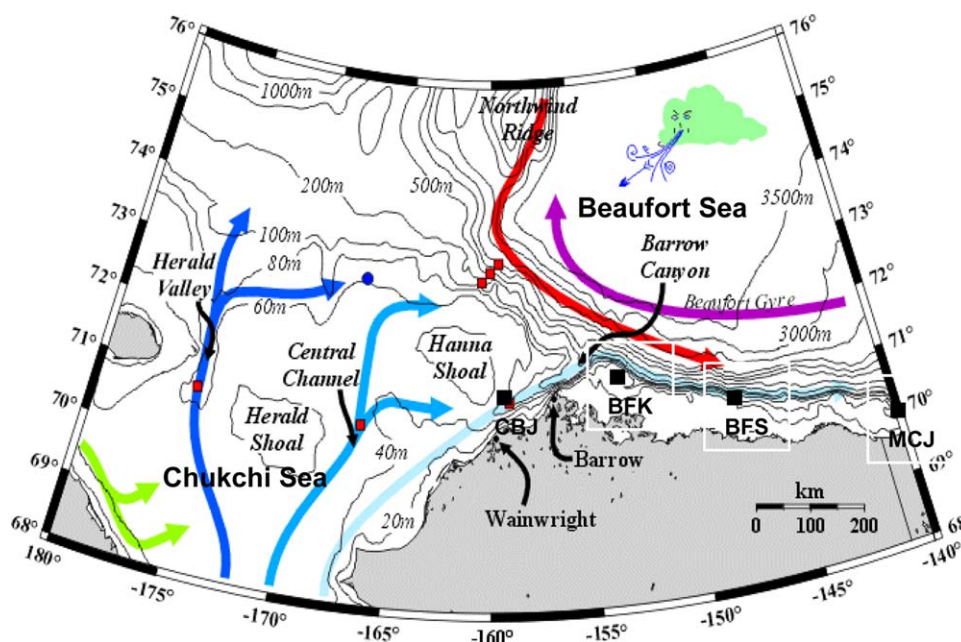 76°
75°
74°
73°
72°
71°
70°
69°
68°
76°
75°
74°
73°
72°
71°
70°
69°
68°
180°
-175°
-170°
-165°
-160°
-155°
-150°
-145°
-140°
1000m
200m
500m
100m
80m
60m
40m
20m
3500m
3000m
Northwind
Ridge
Beaufort Sea
Barrow
Canyon
Beaufort Gyre
Herald
Valley
Central
Channel
Hanna
Shoal
Herald
Shoal
Chukchi Sea
CBJ
BFK
BFS
MCJ
Barrow
Wainwright
km
0 100 200